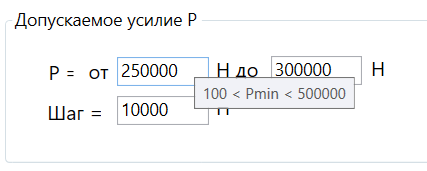 Допускаемое усилие P
P = от 250000 Н до 300000 Н
100 < Pmin < 500000
Шаг = 10000 Н